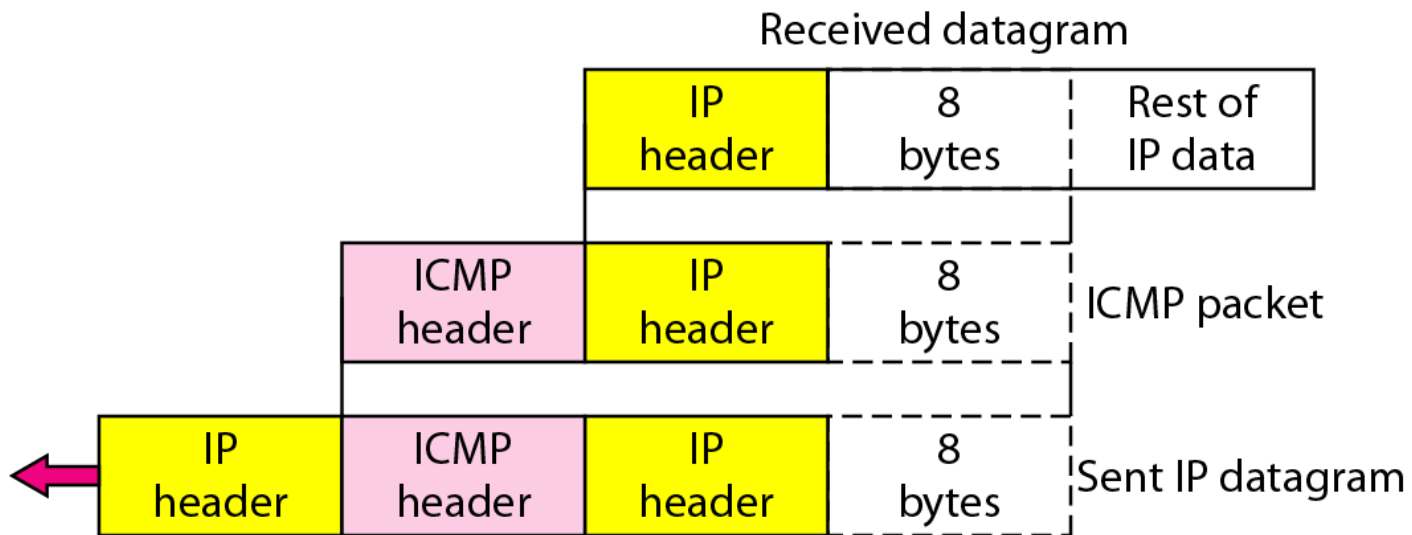 Received datagram
IP
header
8
bytes
Rest of
IP data
ICMP
header
IP
header
8
bytes
ICMP packet
IP
header
ICMP
header
IP
header
8
bytes
Sent IP datagram